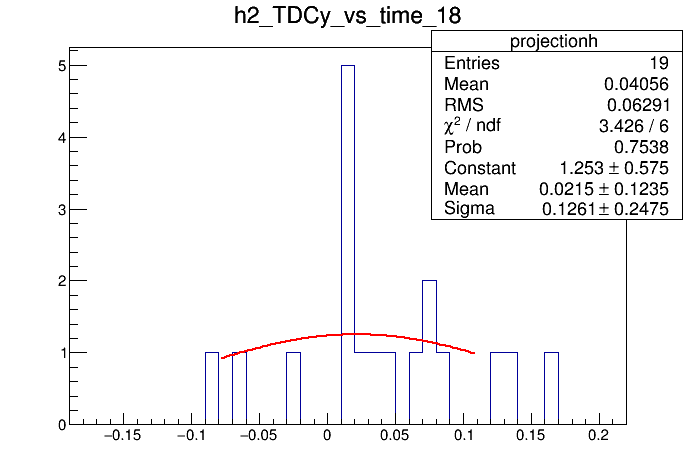 h2_TDCy_vs_time_18
projectionh
Entries 19
Mean 0.04056
RMS 0.06291
χ² / ndf 3.426 / 6
Prob 0.7538
Constant 1.253 ± 0.575
Mean 0.0215 ± 0.1235
Sigma 0.1261 ± 0.2475
5
4
3
2
1
0
−0.15 −0.1 −0.05 0 0.05 0.1 0.15 0.2